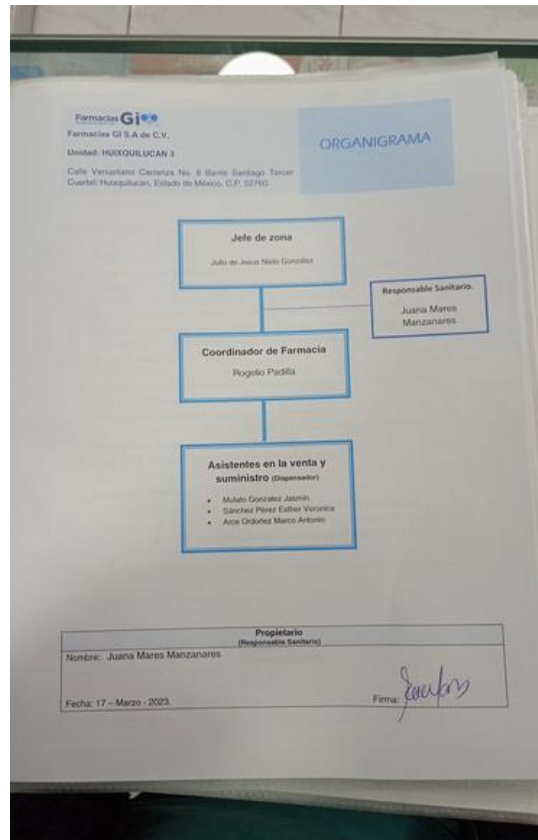 Farmacias Gi
Farmacias GI S.A de C.V.
Unidad: HUIXQUILUCAN 3
Calle Venustiano Carranza No. 8 Barrio Santiago Tercer
Cuartel, Huixquilucan, Estado de México. C.P. 52760.
ORGANIGRAMA
Jefe de zona
Julio de Jesus Nieto González
Responsable Sanitario.
Juana Mares
Manzanares
Coordinador de Farmacia
Rogelio Padilla
Asistentes en la venta y
suministro (Dispensador)
• Mulato Gonzalez Jasmin
• Sánchez Pérez Esther Veronica
• Arce Ordoñez Marco Antonio
Propietario
(Responsable Sanitario)
Nombre: Juana Mares Manzanares
Fecha: 17 – Marzo - 2023.
Firma: